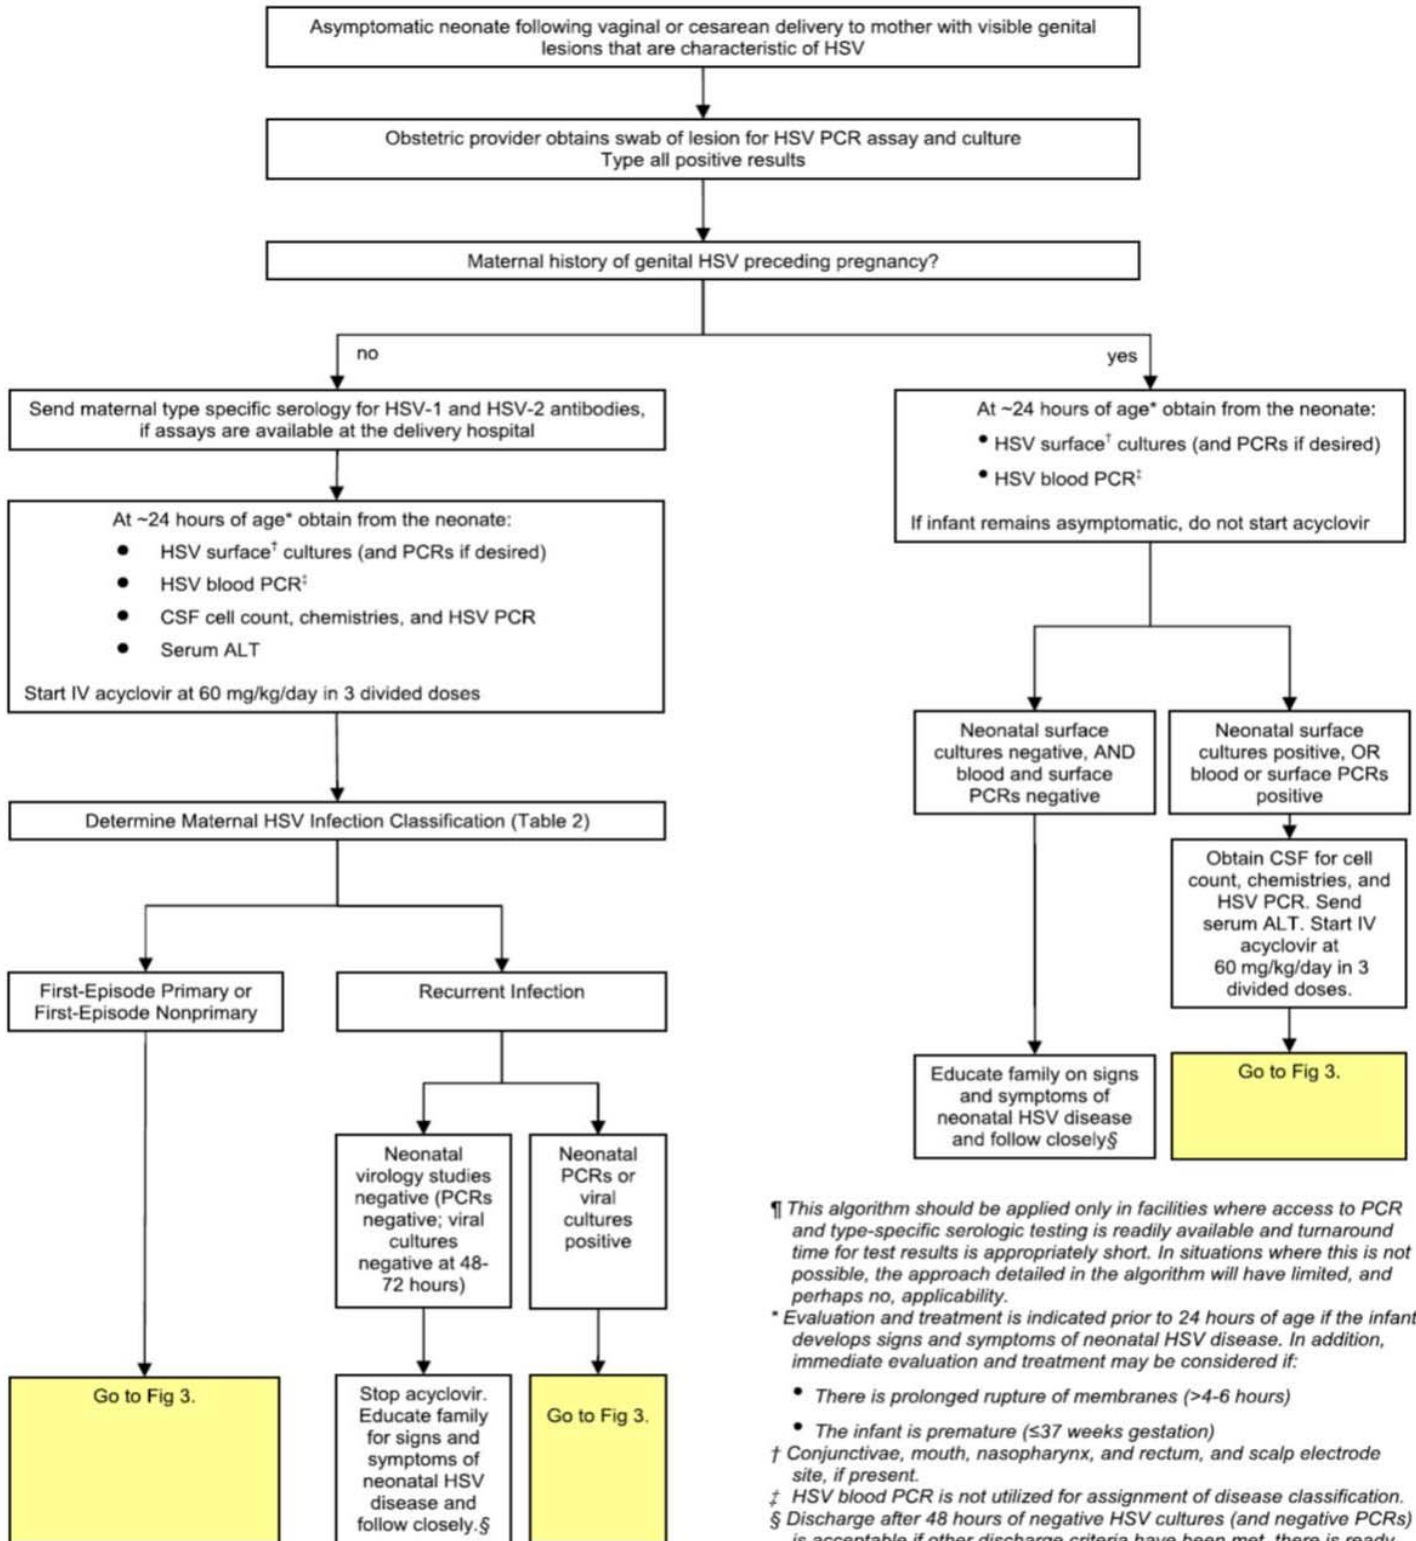 Asymptomatic neonate following vaginal or cesarean delivery to mother with visible genital
lesions that are characteristic of HSV
Obstetric provider obtains swab of lesion for HSV PCR assay and culture
Type all positive results
Maternal history of genital HSV preceding pregnancy?
no
yes
Send maternal type specific serology for HSV-1 and HSV-2 antibodies,
if assays are available at the delivery hospital
At ~24 hours of age* obtain from the neonate:
• HSV surface† cultures (and PCRs if desired)
• HSV blood PCR‡
• CSF cell count, chemistries, and HSV PCR
• Serum ALT
Start IV acyclovir at 60 mg/kg/day in 3 divided doses
Determine Maternal HSV Infection Classification (Table 2)
First-Episode Primary or
First-Episode Nonprimary
Recurrent Infection
Neonatal
virology studies
negative (PCRs
negative; viral
cultures
negative at 48-
72 hours)
Neonatal
PCRs or
viral
cultures
positive
Go to Fig 3.
Stop acyclovir.
Educate family
for signs and
symptoms of
neonatal HSV
disease and
follow closely.§
Go to Fig 3.
At ~24 hours of age* obtain from the neonate:
• HSV surface† cultures (and PCRs if desired)
• HSV blood PCR‡
If infant remains asymptomatic, do not start acyclovir
Neonatal surface
cultures negative, AND
blood and surface
PCRs negative
Neonatal surface
cultures positive, OR
blood or surface PCRs
positive
Obtain CSF for cell
count, chemistries, and
HSV PCR. Send
serum ALT. Start IV
acyclovir at
60 mg/kg/day in 3
divided doses.
Educate family on signs
and symptoms of
neonatal HSV disease
and follow closely§
Go to Fig 3.
¶ This algorithm should be applied only in facilities where access to PCR
and type-specific serologic testing is readily available and turnaround
time for test results is appropriately short. In situations where this is not
possible, the approach detailed in the algorithm will have limited, and
perhaps no, applicability.
* Evaluation and treatment is indicated prior to 24 hours of age if the infant
develops signs and symptoms of neonatal HSV disease. In addition,
immediate evaluation and treatment may be considered if:
• There is prolonged rupture of membranes (>4-6 hours)
• The infant is premature (≤37 weeks gestation)
† Conjunctivae, mouth, nasopharynx, and rectum, and scalp electrode
site, if present.
‡ HSV blood PCR is not utilized for assignment of disease classification.
§ Discharge after 48 hours of negative HSV cultures (and negative PCRs)
is acceptable if other discharge criteria have been met, there is ready